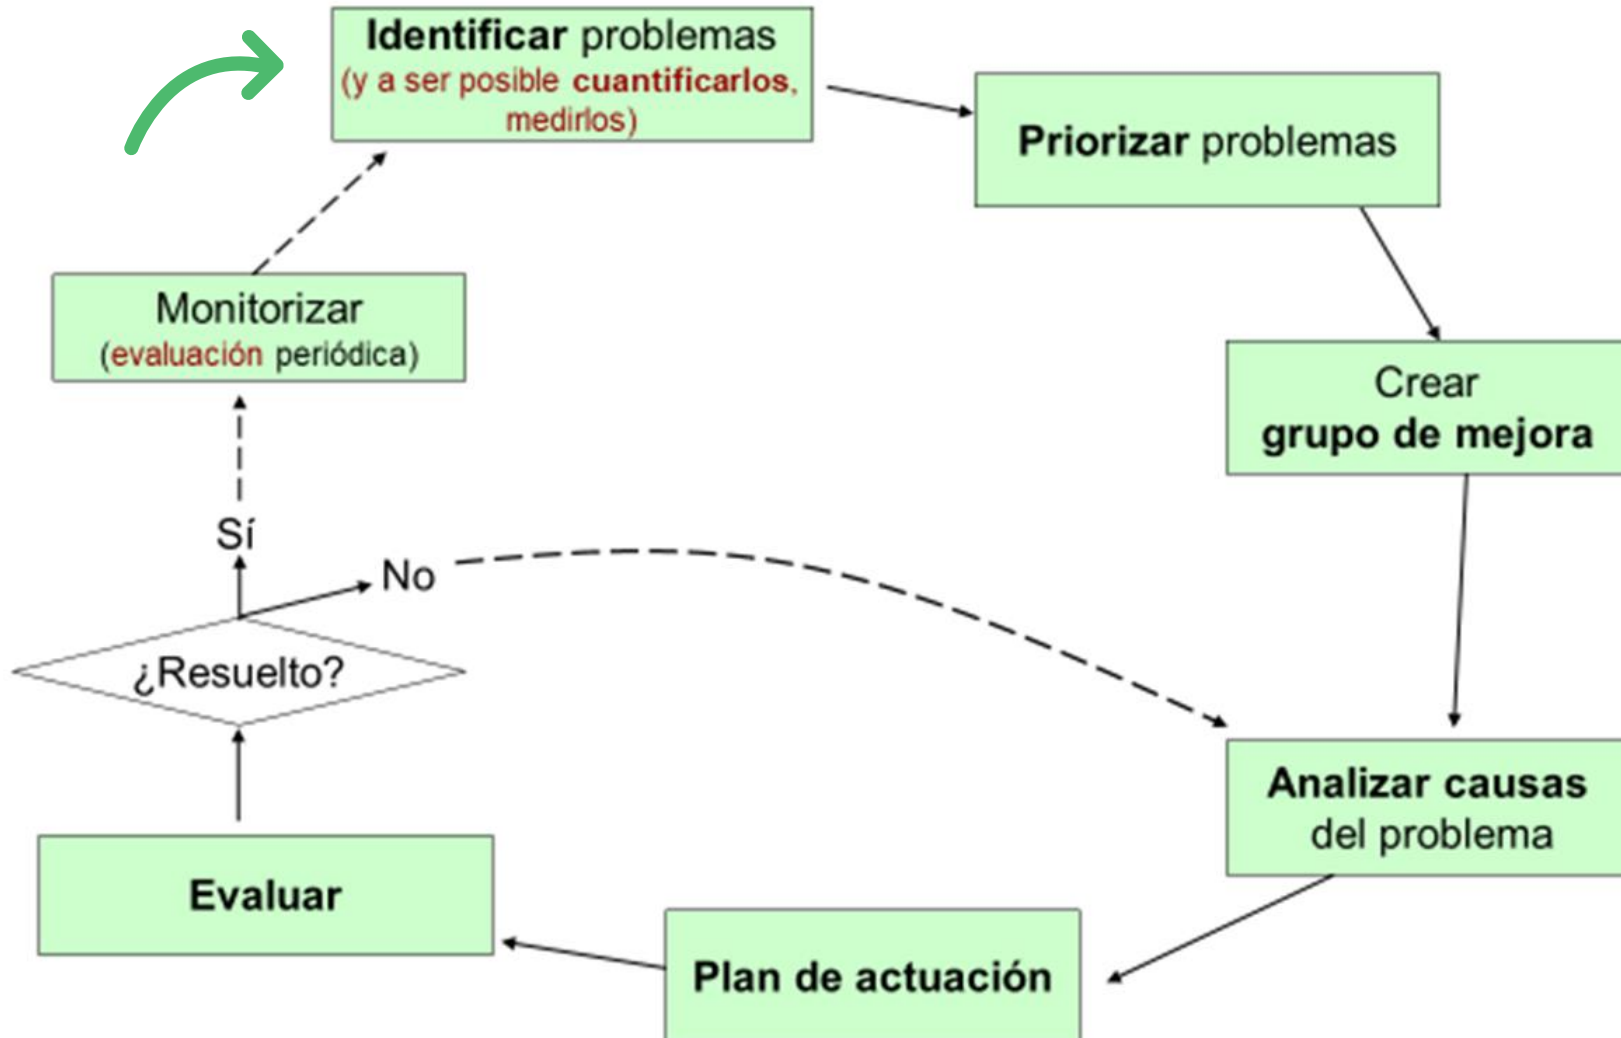 Identificar problemas
(y a ser posible cuantificarlos,
medirlos)
Priorizar problemas
Crear
grupo de mejora
Analizar causas
del problema
Plan de actuación
Evaluar
¿Resuelto?
No
Sí
Monitorizar
(evaluación periódica)